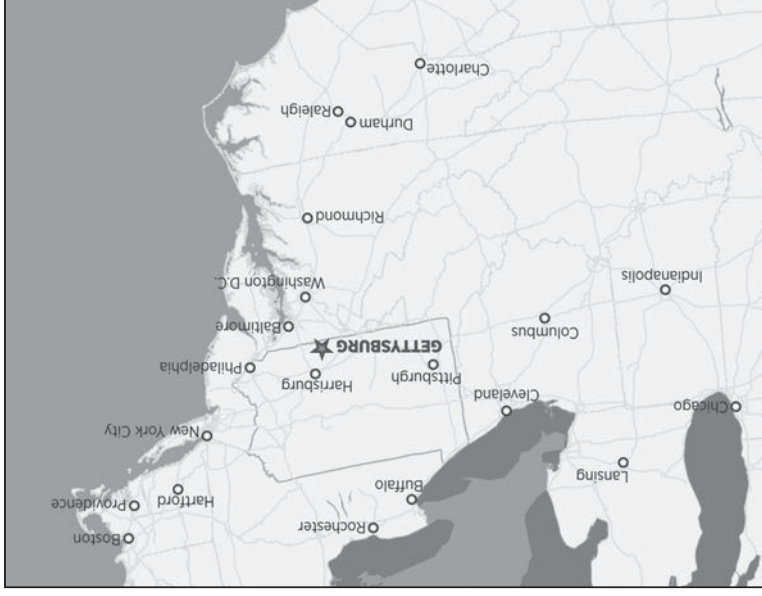 Boston
Rochester
Providence
Hartford
Buffalo
Lansing
New York City
Chicago
Cleveland
Harrisburg
Pittsburgh
Philadelphia
GETTYSBURG
Baltimore
Columbus
Washington D.C.
Indianapolis
Richmond
Durham
Raleigh
Charlotte